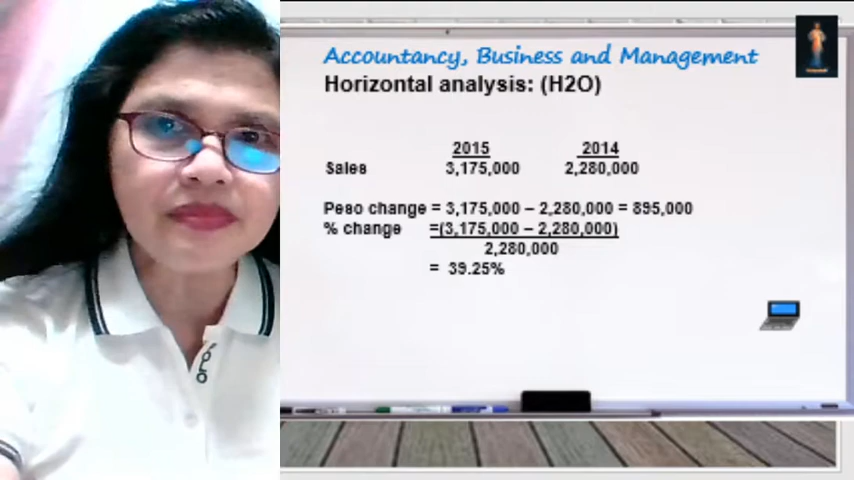 Accountancy, Business and Management
Horizontal analysis: (H2O)
2015 2014
Sales 3,175,000 2,280,000
Peso change = 3,175,000 – 2,280,000 = 895,000
% change =(3,175,000 – 2,280,000)
2,280,000
= 39.25%